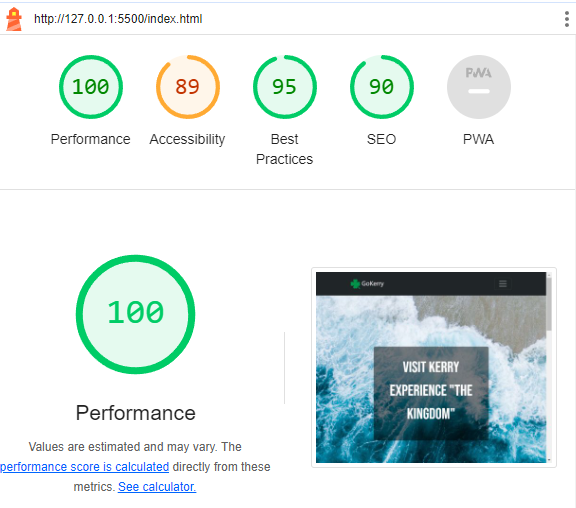 http://127.0.0.1:5500/index.html
100
89
95
90
PWA
Performance
Accessibility
Best
Practices
SEO
PWA
100
Performance
Values are estimated and may vary. The
performance score is calculated directly from these
metrics. See calculator.
GoKerry
VISIT KERRY
EXPERIENCE "THE
KINGDOM"